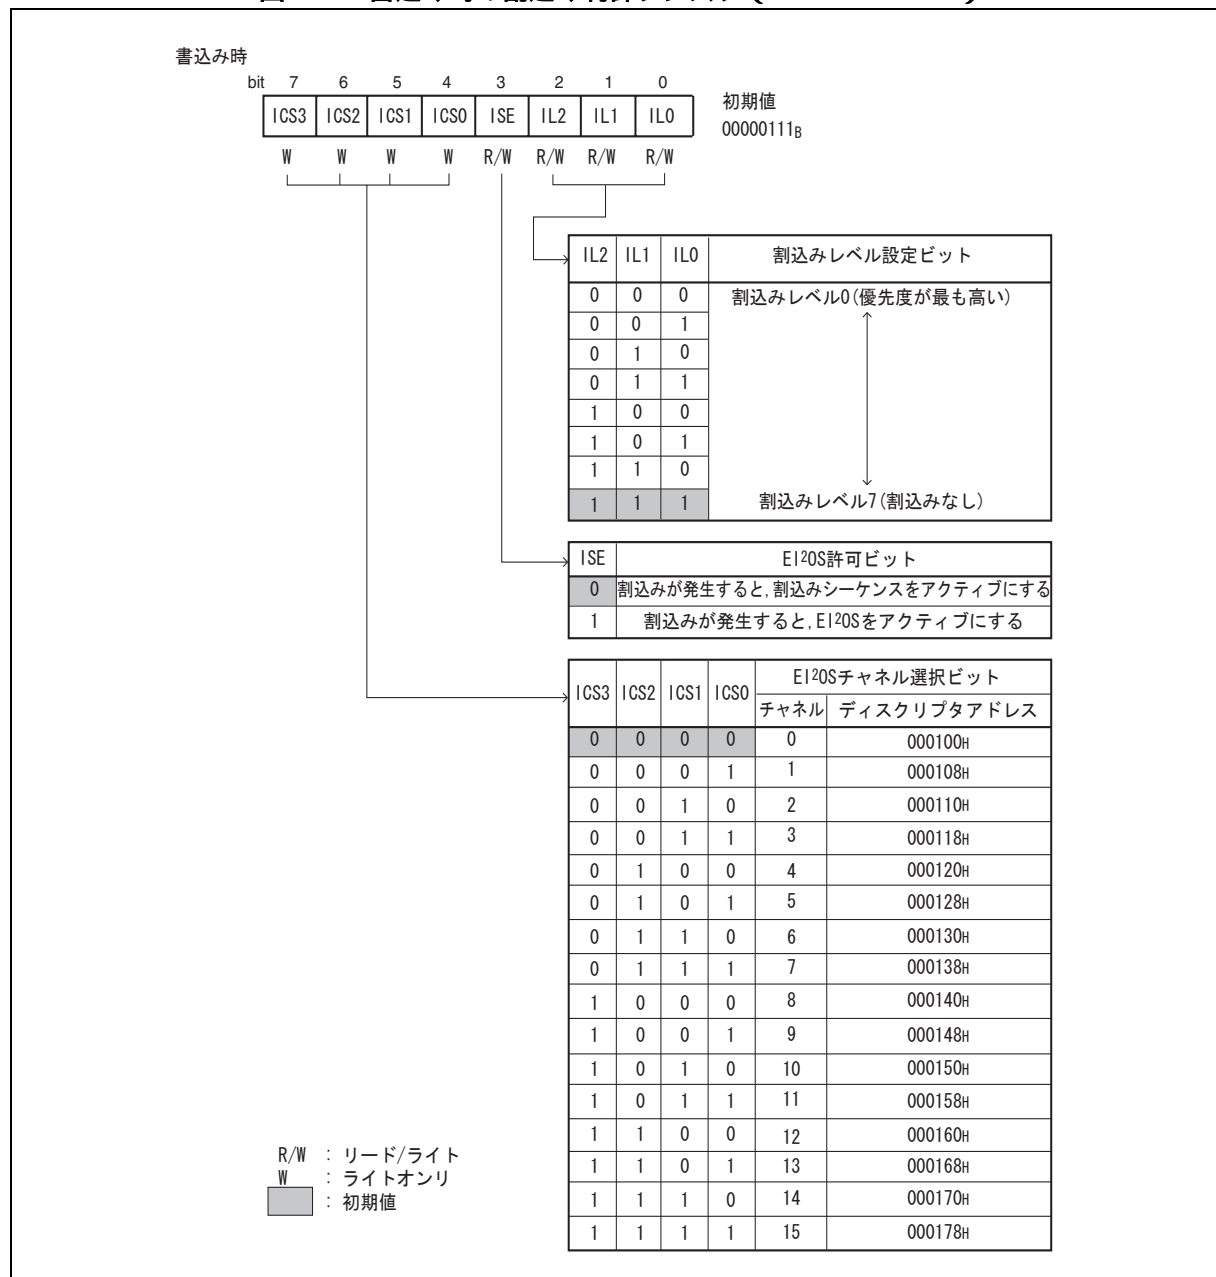 書込み時
bit 7 6 5 4 3 2 1 0
ICS3 ICS2 ICS1 ICS0 ISE IL2 IL1 IL0
初期値
00000111B
W W W W R/W R/W R/W R/W
IL2 IL1 IL0 割込みレベル設定ビット
0 0 0 割込みレベル0(優先度が最も高い)
0 0 1
0 1 0
0 1 1
1 0 0
1 0 1
1 1 0
1 1 1 割込みレベル7(割込みなし)
ISE EI²OS許可ビット
0 割込みが発生すると,割込みシーケンスをアクティブにする
1 割込みが発生すると,EI²OSをアクティブにする
ICS3 ICS2 ICS1 ICS0 EI²OSチャネル選択ビット
チャネル ディスクリプタアドレス
0 0 0 0 0 000100H
0 0 0 1 1 000108H
0 0 1 0 2 000110H
0 0 1 1 3 000118H
0 1 0 0 4 000120H
0 1 0 1 5 000128H
0 1 1 0 6 000130H
0 1 1 1 7 000138H
1 0 0 0 8 000140H
1 0 0 1 9 000148H
1 0 1 0 10 000150H
1 0 1 1 11 000158H
1 1 0 0 12 000160H
1 1 0 1 13 000168H
1 1 1 0 14 000170H
1 1 1 1 15 000178H
R/W : リード/ライト
W : ライトオンリ
: 初期値